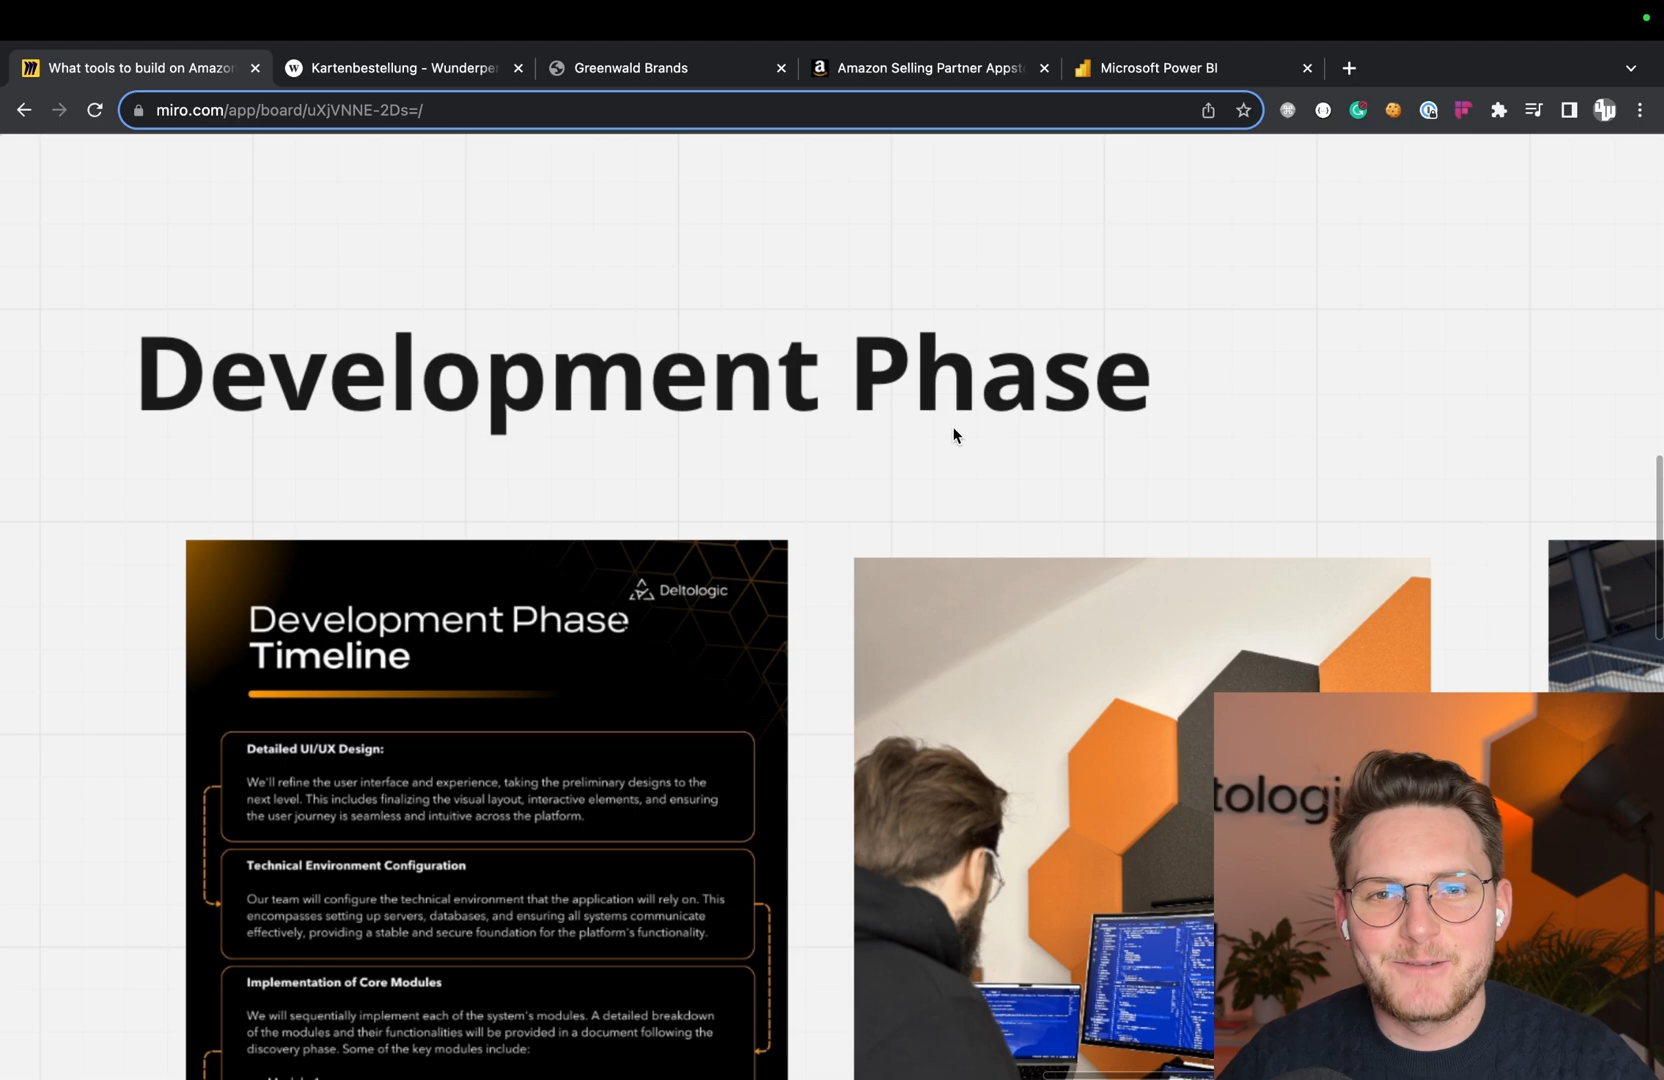 What tools to build on Amazon
Kartenbestellung - Wunderper
Greenwald Brands
Amazon Selling Partner Appst
Microsoft Power BI
miro.com/app/board/uXjVNNE-2Ds=/
Development Phase
Deltologic
Development Phase
Timeline
Detailed UI/UX Design:
We'll refine the user interface and experience, taking the preliminary designs to the
next level. This includes finalizing the visual layout, interactive elements, and ensuring
the user journey is seamless and intuitive across the platform.
Technical Environment Configuration
Our team will configure the technical environment that the application will rely on. This
encompasses setting up servers, databases, and ensuring all systems communicate
effectively, providing a stable and secure foundation for the platform's functionality.
Implementation of Core Modules
We will sequentially implement each of the system's modules. A detailed breakdown
of the modules and their functionalities will be provided in a document following the
discovery phase. Some of the key modules include:
tologi